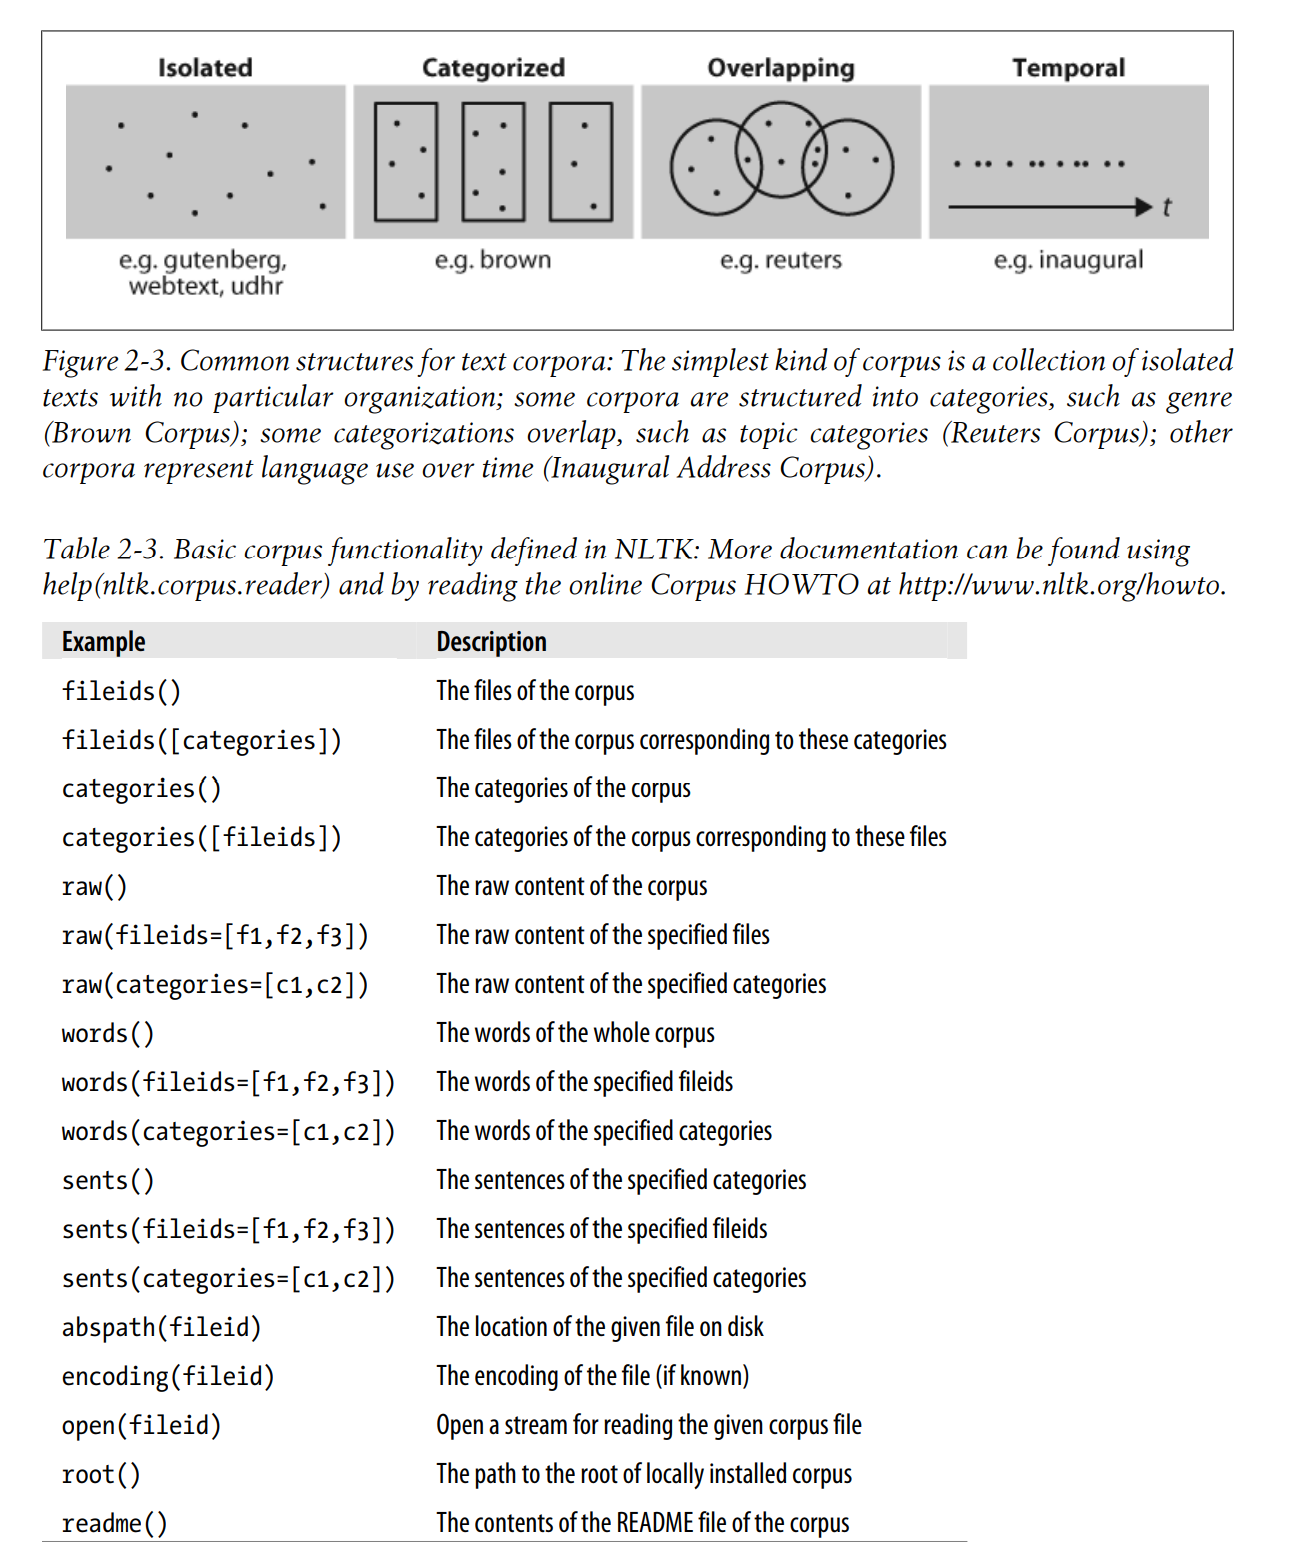 Isolated Categorized Overlapping Temporal
t
e.g. gutenberg, e.g. brown e.g. reuters e.g. inaugural
webtext, udhr
Figure 2-3. Common structures for text corpora: The simplest kind of corpus is a collection of isolated
texts with no particular organization; some corpora are structured into categories, such as genre
(Brown Corpus); some categorizations overlap, such as topic categories (Reuters Corpus); other
corpora represent language use over time (Inaugural Address Corpus).
Table 2-3. Basic corpus functionality defined in NLTK: More documentation can be found using
help(nltk.corpus.reader) and by reading the online Corpus HOWTO at http://www.nltk.org/howto.
Example Description
fileids() The files of the corpus
fileids([categories]) The files of the corpus corresponding to these categories
categories() The categories of the corpus
categories([fileids]) The categories of the corpus corresponding to these files
raw() The raw content of the corpus
raw(fileids=[f1,f2,f3]) The raw content of the specified files
raw(categories=[c1,c2]) The raw content of the specified categories
words() The words of the whole corpus
words(fileids=[f1,f2,f3]) The words of the specified fileids
words(categories=[c1,c2]) The words of the specified categories
sents() The sentences of the specified categories
sents(fileids=[f1,f2,f3]) The sentences of the specified fileids
sents(categories=[c1,c2]) The sentences of the specified categories
abspath(fileid) The location of the given file on disk
encoding(fileid) The encoding of the file (if known)
open(fileid) Open a stream for reading the given corpus file
root() The path to the root of locally installed corpus
readme() The contents of the README file of the corpus